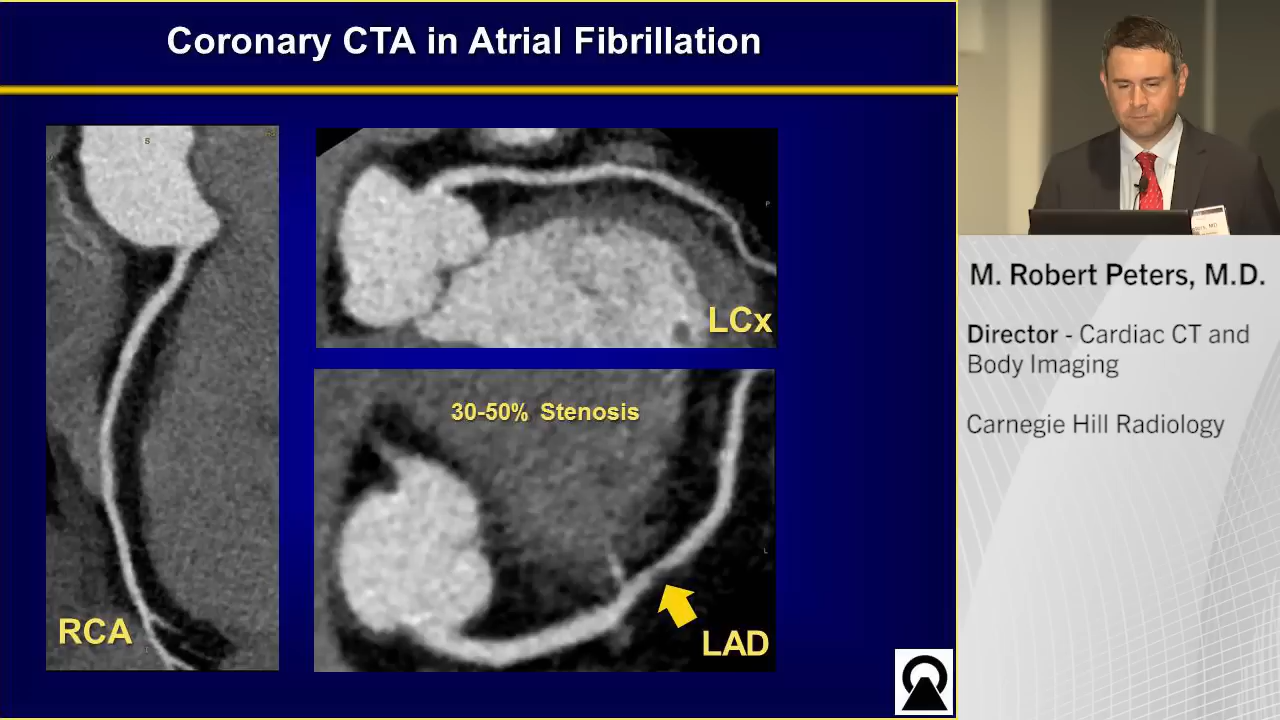 Coronary CTA in Atrial Fibrillation
RCA
LCx
30-50% Stenosis
LAD
M. Robert Peters, M.D.
Director - Cardiac CT and
Body Imaging
Carnegie Hill Radiology